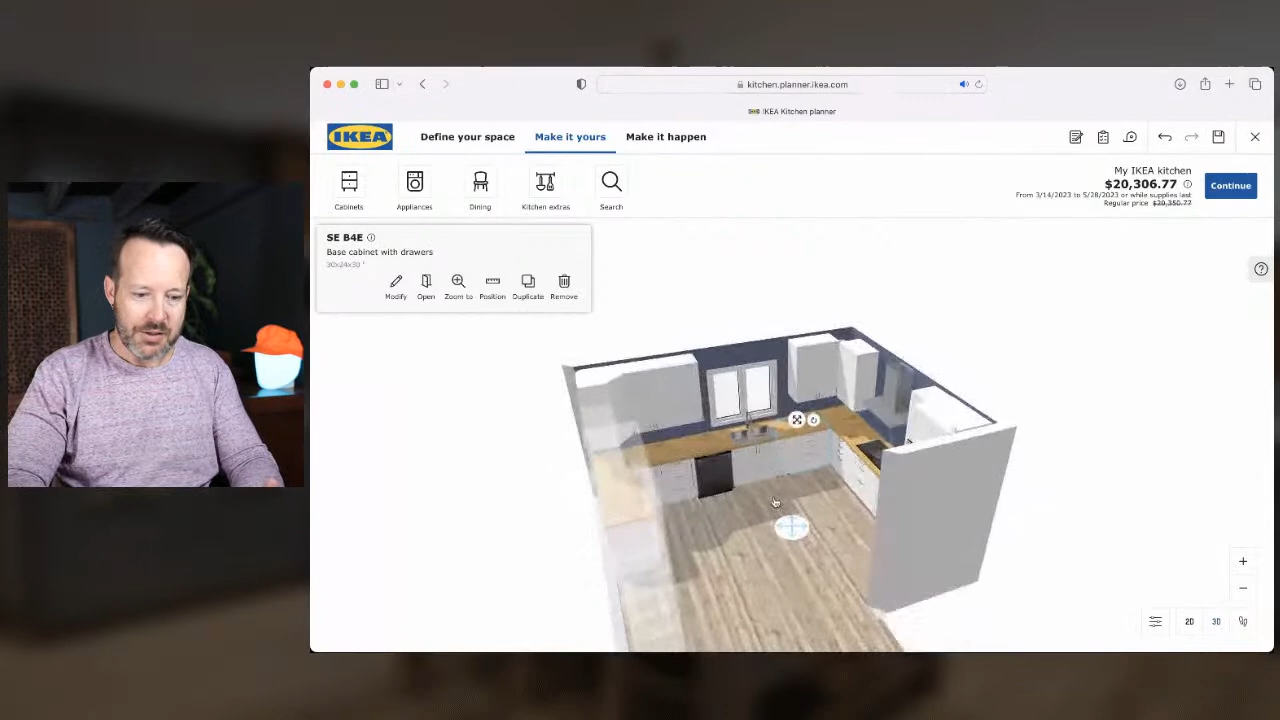 kitchen.planner.ikea.com
IKEA Kitchen planner
IKEA
Define your space
Make it yours
Make it happen
Cabinets
Appliances
Dining
Kitchen extras
Search
My IKEA kitchen
$20,306.77
From 3/14/2023 to 5/28/2023 or while supplies last
Regular price $20,350.77
Continue
SE B4E
Base cabinet with drawers
30x24x30 "
Modify
Open
Zoom to
Position
Duplicate
Remove
2D
3D